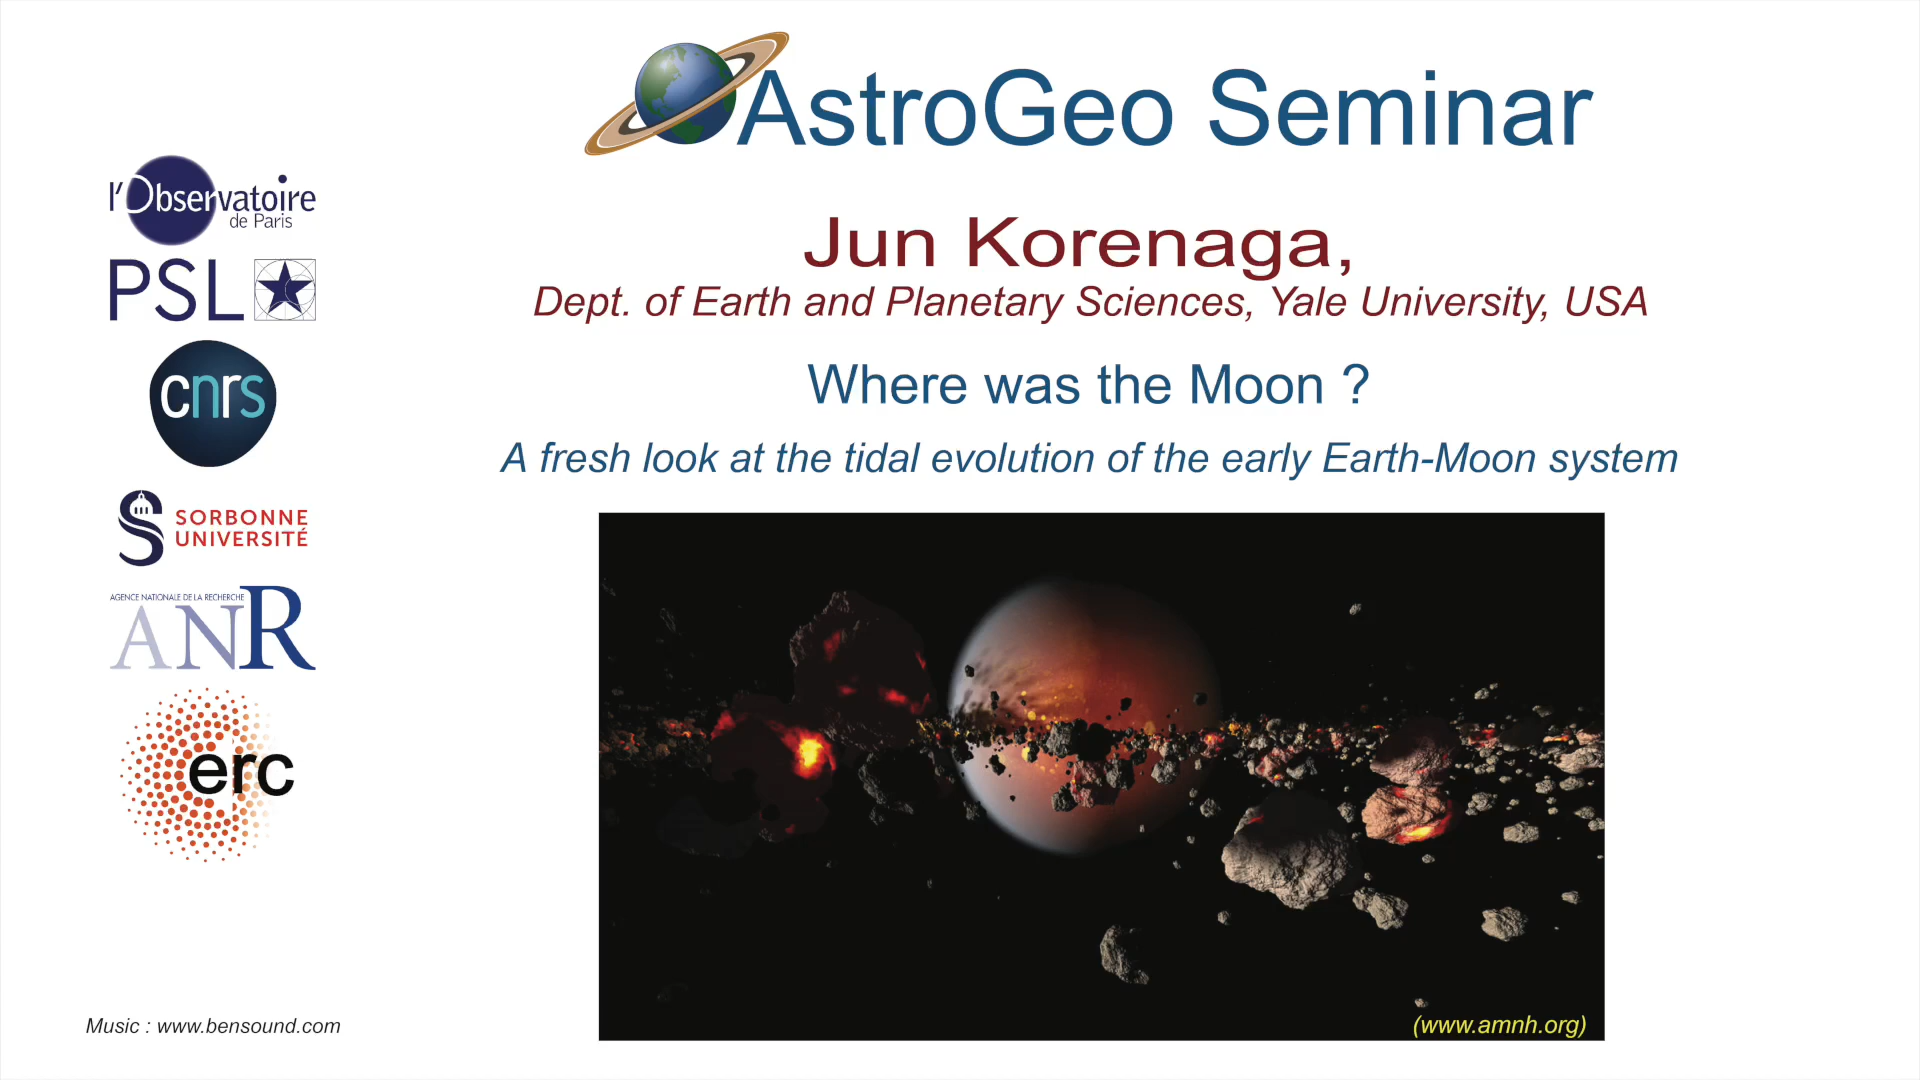 AstroGeo Seminar
l'Observatoire
de Paris
PSL
cnrs
SORBONNE
UNIVERSITÉ
AGENCE NATIONALE DE LA RECHERCHE
ANR
erc
Jun Korenaga,
Dept. of Earth and Planetary Sciences, Yale University, USA
Where was the Moon ?
A fresh look at the tidal evolution of the early Earth-Moon system
(www.amnh.org)
Music : www.bensound.com